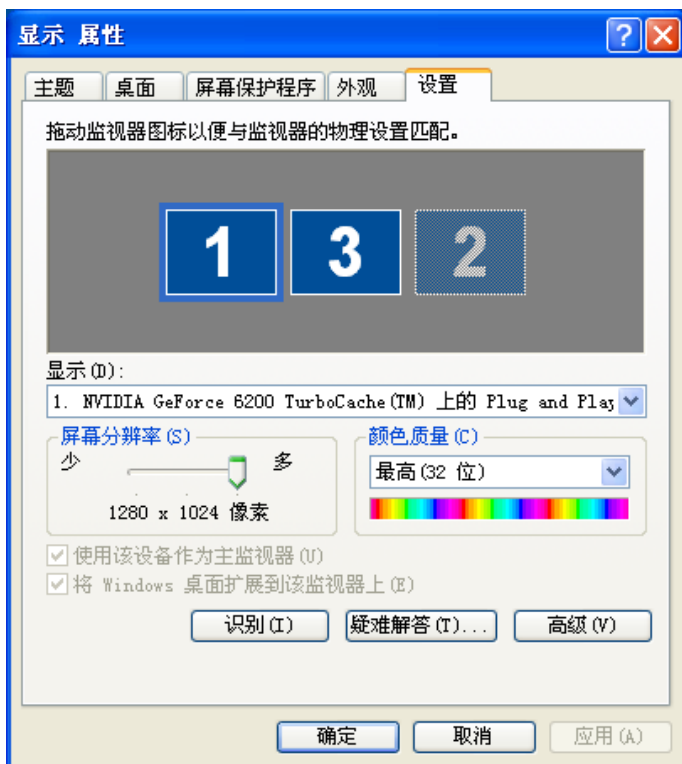 显示 属性
主题 桌面 屏幕保护程序 外观 设置
拖动监视器图标以便与监视器的物理设置匹配。
1 3 2
显示(D):
1. NVIDIA GeForce 6200 TurboCache(TM) 上的 Plug and Play
屏幕分辨率(S) 颜色质量(C)
少 多 最高(32 位)
1280 x 1024 像素
使用该设备作为主监视器(U)
将 Windows 桌面扩展到该监视器上(E)
识别(I) 疑难解答(T)... 高级(V)
确定 取消 应用(A)